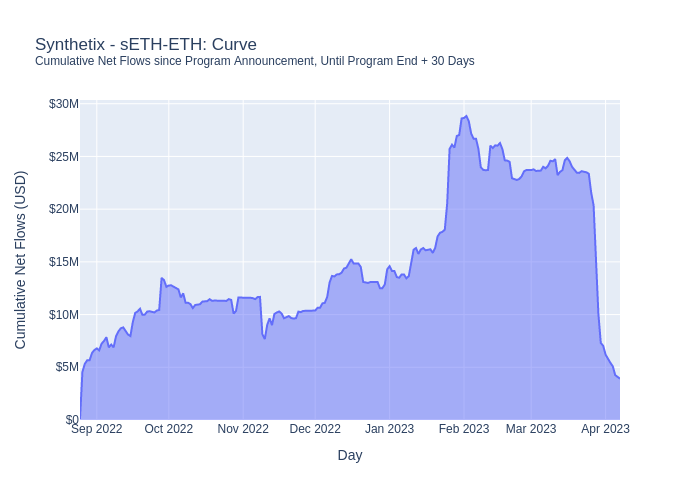 Synthetix - sETH-ETH: Curve
Cumulative Net Flows since Program Announcement, Until Program End + 30 Days
Cumulative Net Flows (USD)
$30M
$25M
$20M
$15M
$10M
$5M
$0
Sep 2022 Oct 2022 Nov 2022 Dec 2022 Jan 2023 Feb 2023 Mar 2023 Apr 2023
Day